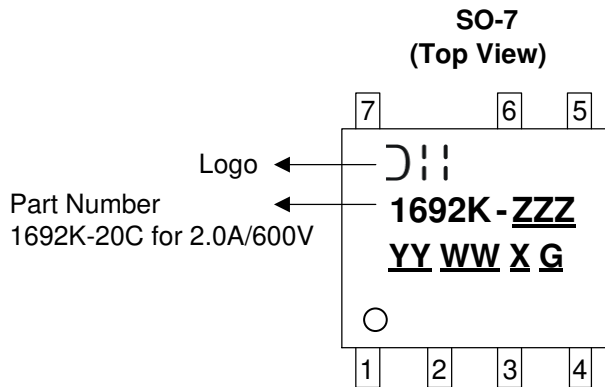 SO-7
(Top View)
7 6 5
Logo
Part Number
1692K-20C for 2.0A/600V
1692K-ZZZ
YY WW X G
1 2 3 4